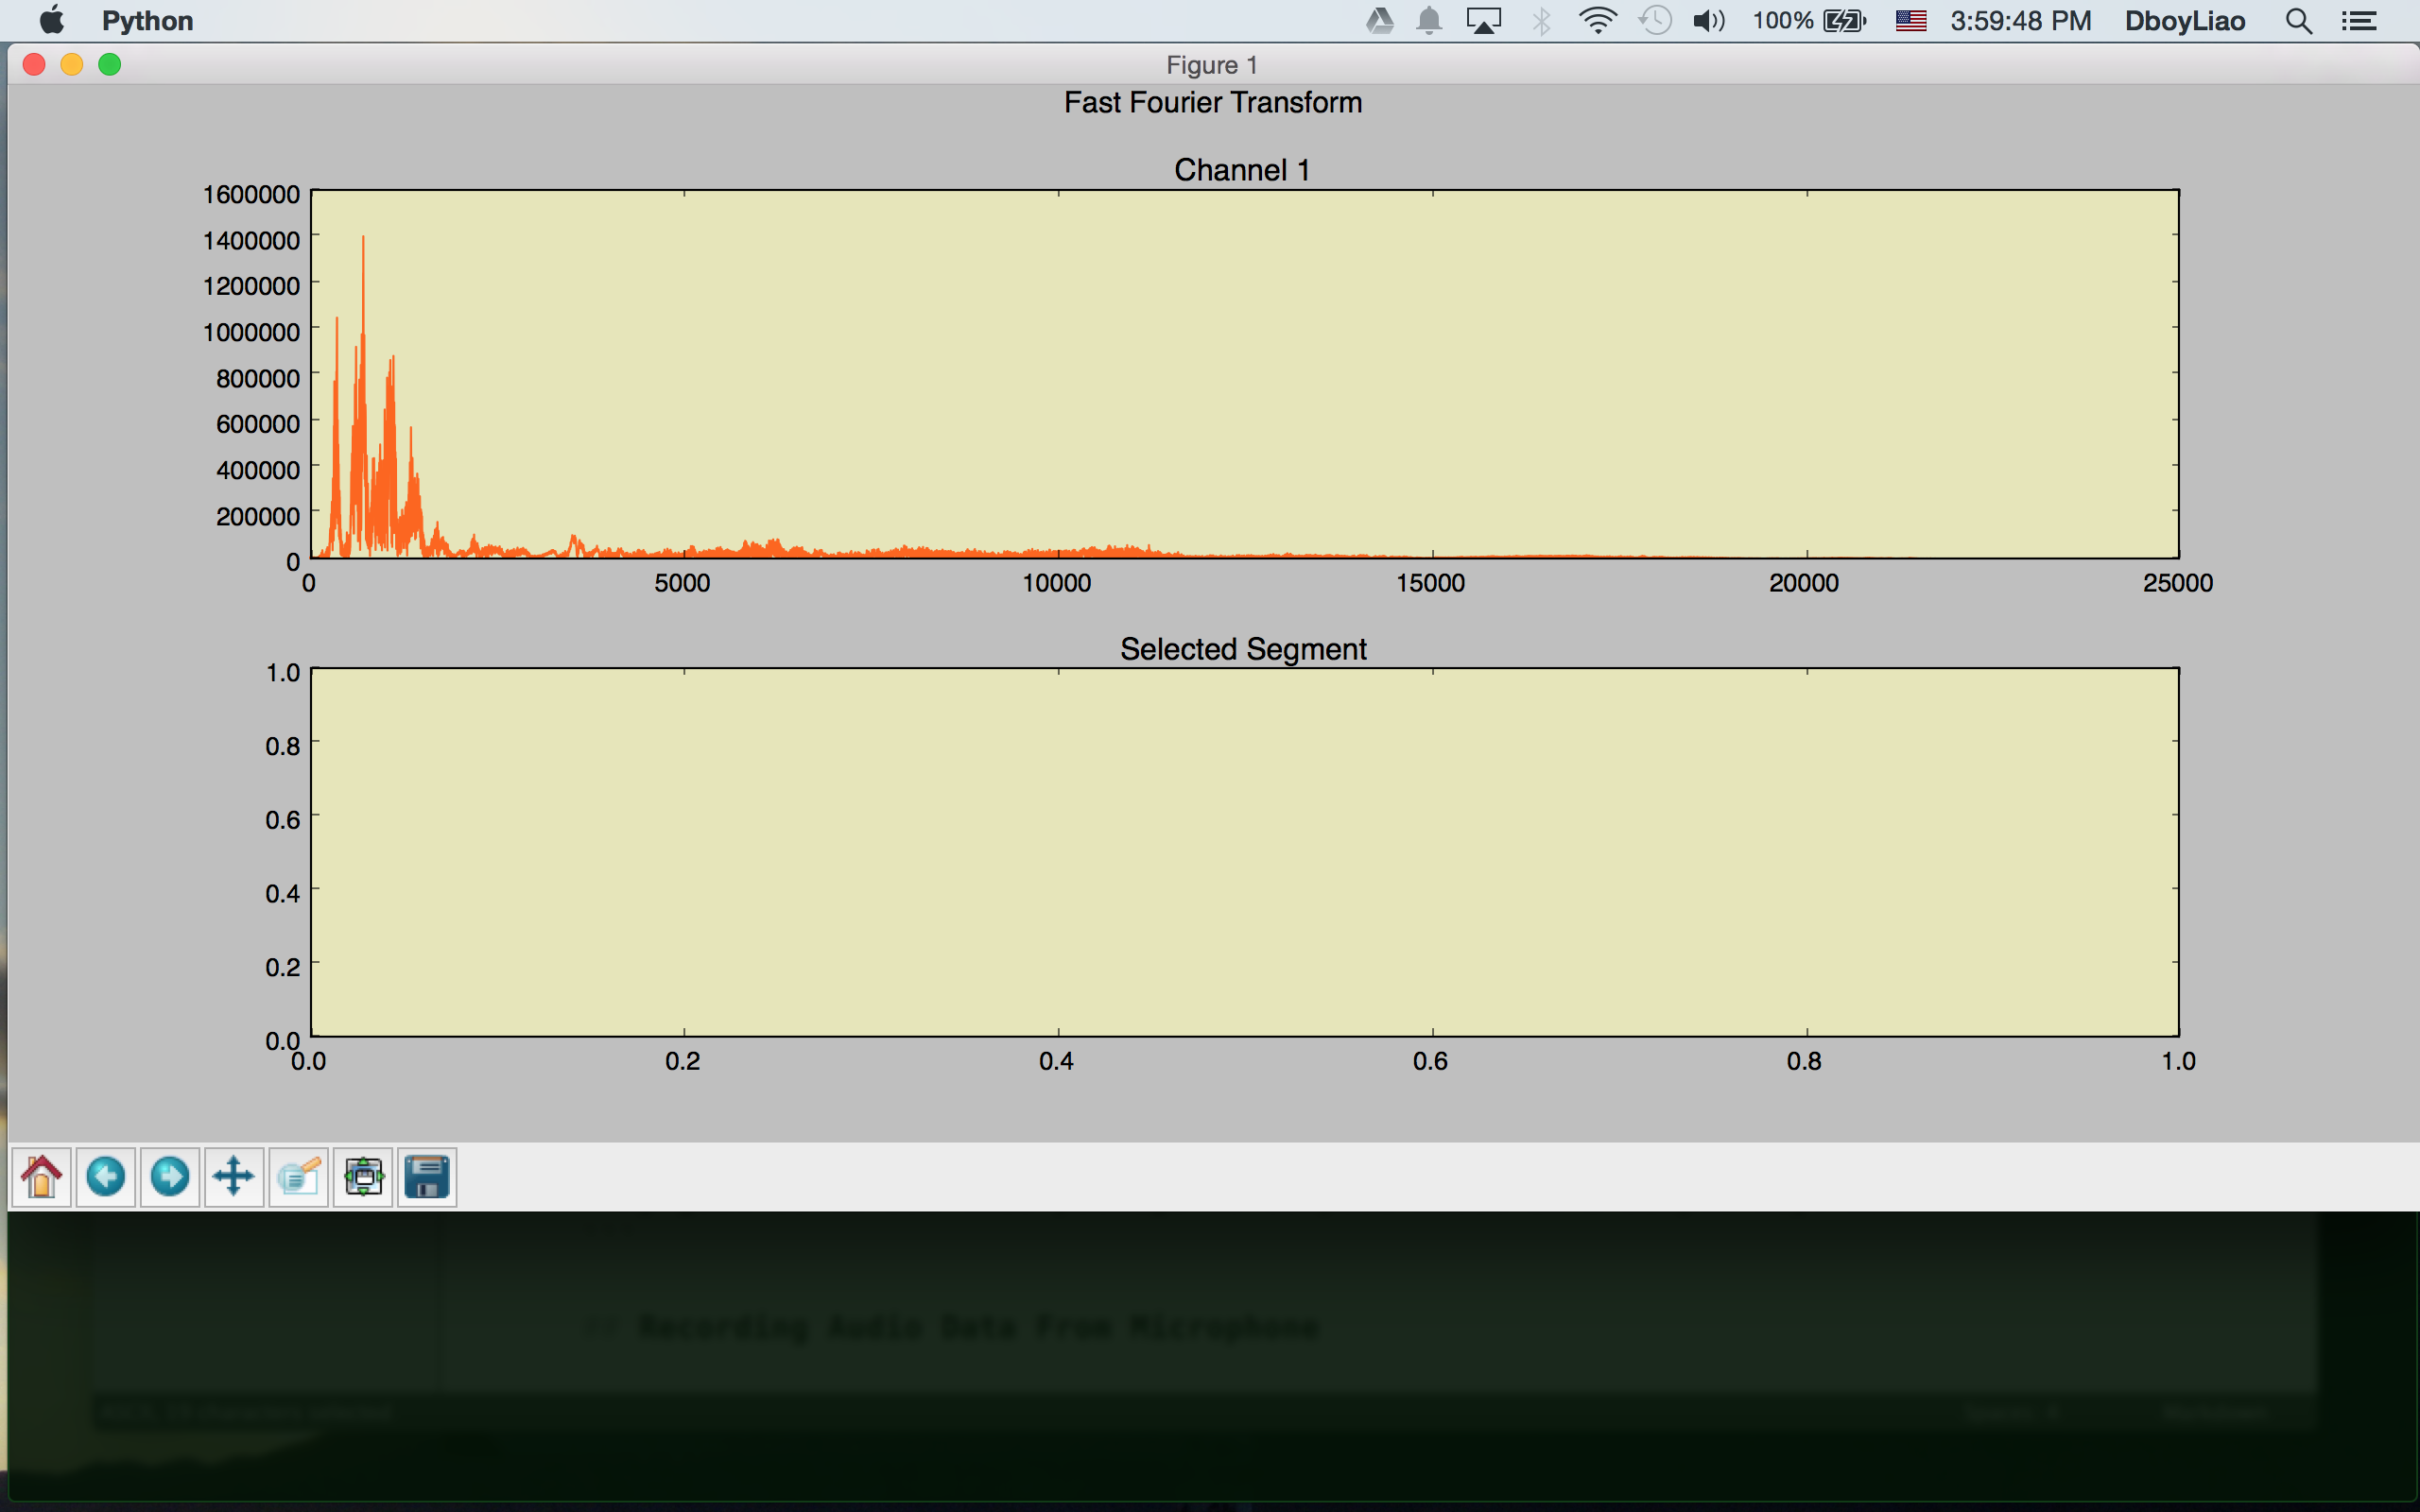 Python 100% 3:59:48 PM DboyLiao
Figure 1
Fast Fourier Transform
Channel 1
1600000
1400000
1200000
1000000
800000
600000
400000
200000
0
0 5000 10000 15000 20000 25000
Selected Segment
1.0
0.8
0.6
0.4
0.2
0.0
0.0 0.2 0.4 0.6 0.8 1.0
Recording Audio Data From Microphone